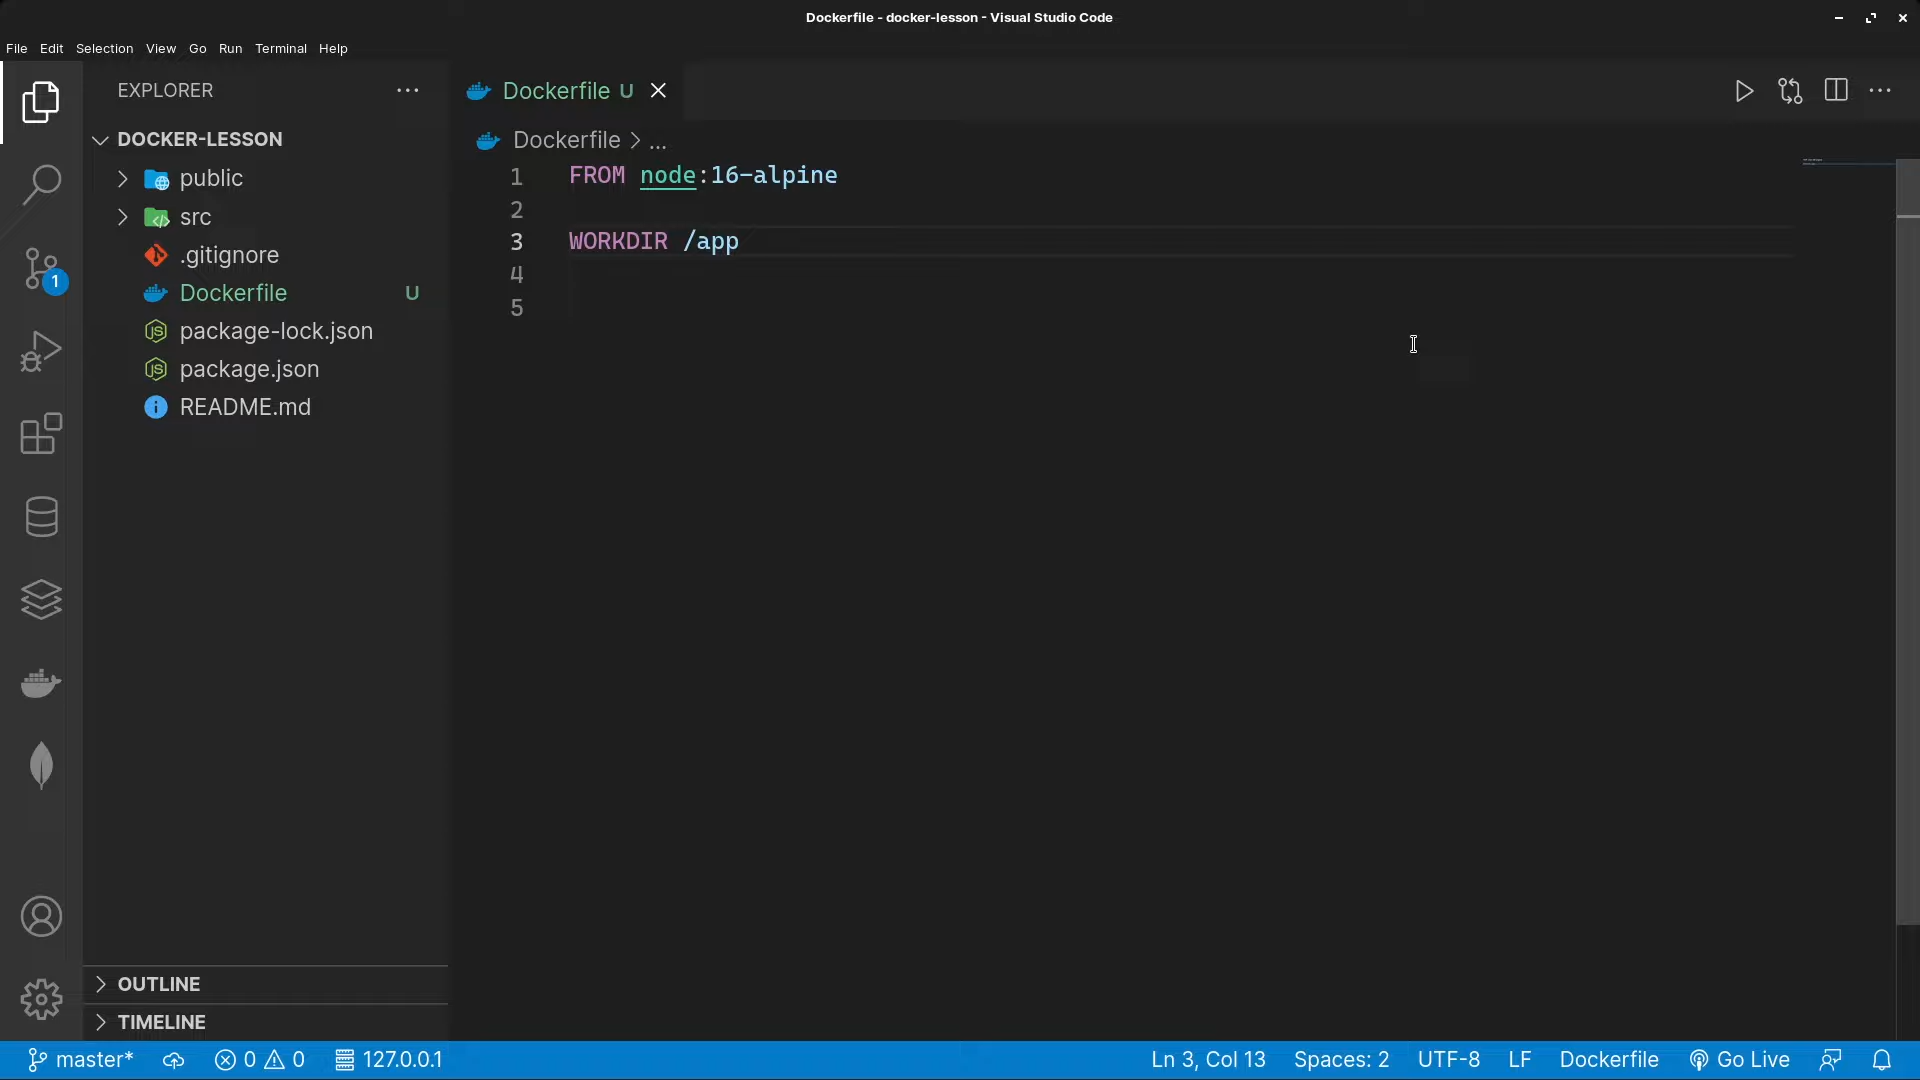 Dockerfile - docker-lesson - Visual Studio Code
File Edit Selection View Go Run Terminal Help
EXPLORER
Dockerfile U
DOCKER-LESSON
Dockerfile > ...
public
src
.gitignore
Dockerfile U
package-lock.json
package.json
README.md
1
1 FROM node:16-alpine
2
3 WORKDIR /app
4
5
OUTLINE
TIMELINE
master* 0 0 127.0.0.1 Ln 3, Col 13 Spaces: 2 UTF-8 LF Dockerfile Go Live